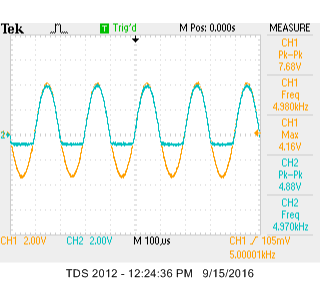 Tek Trig'd M Pos: 0.000s MEASURE
CH1
Pk-Pk
7.68V
CH1
Freq
4.980kHz
CH1
Max
4.16V
2
CH2
Pk-Pk
4.88V
CH2
Freq
4.970kHz
CH1 2.00V CH2 2.00V M 100µs CH1 105mV
5.00001kHz
TDS 2012 - 12:24:36 PM 9/15/2016